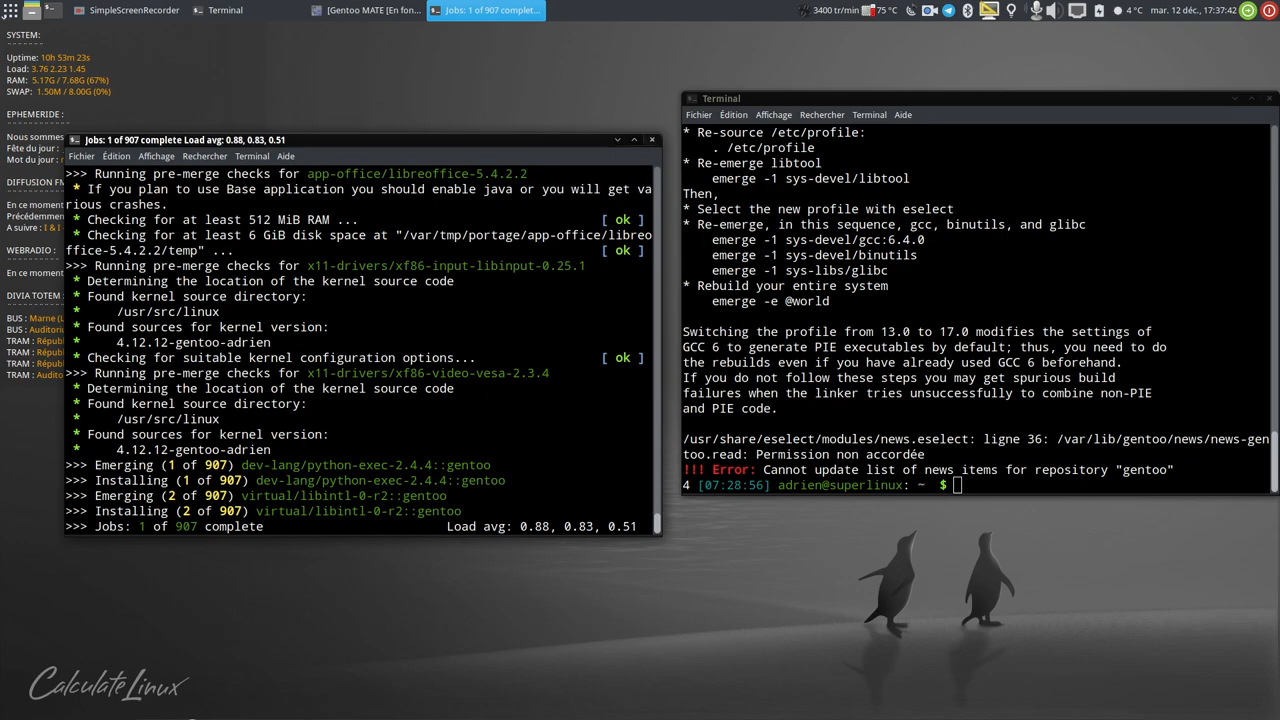 SimpleScreenRecorder
Terminal
[Gentoo MATE [En fon...
Jobs: 1 of 907 complet...
3400 tr/min
75 °C
4 °C
mar. 12 déc., 17:37:42
SYSTEM:
Uptime: 10h 53m 23s
Load: 3.76 2.23 1.45
RAM: 5.17G / 7.68G (67%)
SWAP: 1.50M / 8.00G (0%)
EPHEMERIDE :
Nous sommes
Fête du jour :
Mot du jour :
DIFFUSION FM
En ce moment
Précédemment
A suivre : I & I
WEBRADIO :
En ce moment
DIVIA TOTEM :
BUS : Marne (L
BUS : Auditoriu
TRAM : Républ
TRAM : Républ
TRAM : Républ
TRAM : Audito
Jobs: 1 of 907 complete Load avg: 0.88, 0.83, 0.51
Fichier Édition Affichage Rechercher Terminal Aide
>>> Running pre-merge checks for app-office/libreoffice-5.4.2.2
* If you plan to use Base application you should enable java or you will get va
rious crashes.
* Checking for at least 512 MiB RAM ... [ ok ]
* Checking for at least 6 GiB disk space at "/var/tmp/portage/app-office/libreo
ffice-5.4.2.2/temp" ... [ ok ]
>>> Running pre-merge checks for x11-drivers/xf86-input-libinput-0.25.1
* Determining the location of the kernel source code
* Found kernel source directory:
* /usr/src/linux
* Found sources for kernel version:
* 4.12.12-gentoo-adrien
* Checking for suitable kernel configuration options... [ ok ]
>>> Running pre-merge checks for x11-drivers/xf86-video-vesa-2.3.4
* Determining the location of the kernel source code
* Found kernel source directory:
* /usr/src/linux
* Found sources for kernel version:
* 4.12.12-gentoo-adrien
>>> Emerging (1 of 907) dev-lang/python-exec-2.4.4::gentoo
>>> Installing (1 of 907) dev-lang/python-exec-2.4.4::gentoo
>>> Emerging (2 of 907) virtual/libintl-0-r2::gentoo
>>> Installing (2 of 907) virtual/libintl-0-r2::gentoo
>>> Jobs: 1 of 907 complete Load avg: 0.88, 0.83, 0.51
Terminal
Fichier Édition Affichage Rechercher Terminal Aide
* Re-source /etc/profile:
. /etc/profile
* Re-emerge libtool
emerge -1 sys-devel/libtool
Then,
* Select the new profile with eselect
* Re-emerge, in this sequence, gcc, binutils, and glibc
emerge -1 sys-devel/gcc:6.4.0
emerge -1 sys-devel/binutils
emerge -1 sys-libs/glibc
* Rebuild your entire system
emerge -e @world
Switching the profile from 13.0 to 17.0 modifies the settings of
GCC 6 to generate PIE executables by default; thus, you need to do
the rebuilds even if you have already used GCC 6 beforehand.
If you do not follow these steps you may get spurious build
failures when the linker tries unsuccessfully to combine non-PIE
and PIE code.
/usr/share/eselect/modules/news.eselect: ligne 36: /var/lib/gentoo/news/news-gen
too.read: Permission non accordée
!!! Error: Cannot update list of news items for repository "gentoo"
4 [07:28:56] adrien@superlinux: ~ $
Calculate Linux